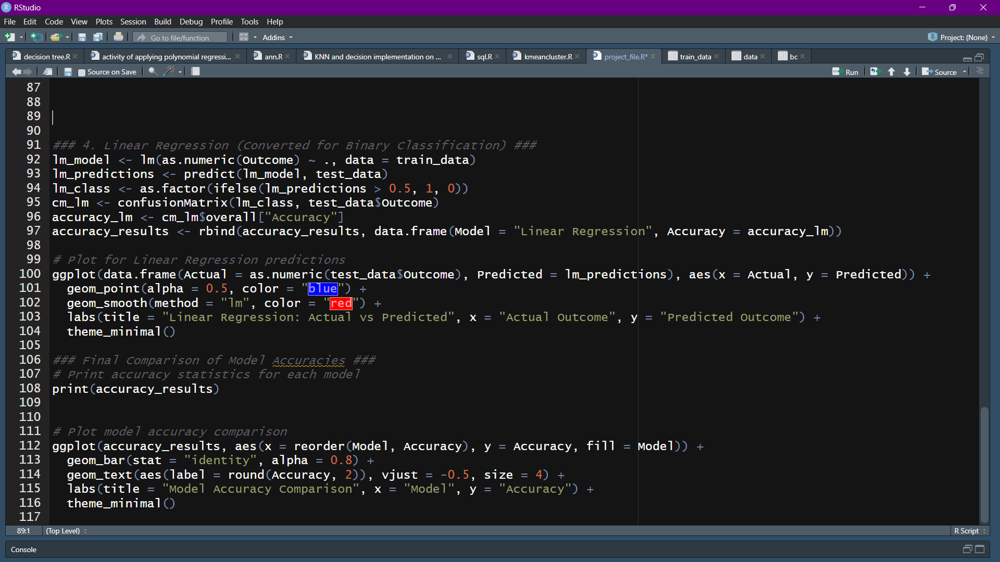 RStudio
File Edit Code View Plots Session Build Debug Profile Tools Help
Go to file/function Addins Project: (None)
decision tree.R activity of applying polynomial regressi... ann.R KNN and decision implementation on ... sql.R kmeancluster.R project_file.R* train_data data bc
Source on Save Run Source
87
88
89
90
91 ### 4. Linear Regression (Converted for Binary Classification) ###
92 lm_model <- lm(as.numeric(Outcome) ~ ., data = train_data)
93 lm_predictions <- predict(lm_model, test_data)
94 lm_class <- as.factor(ifelse(lm_predictions > 0.5, 1, 0))
95 cm_lm <- confusionMatrix(lm_class, test_data$Outcome)
96 accuracy_lm <- cm_lm$overall["Accuracy"]
97 accuracy_results <- rbind(accuracy_results, data.frame(Model = "Linear Regression", Accuracy = accuracy_lm))
98
99 # Plot for Linear Regression predictions
100 ggplot(data.frame(Actual = as.numeric(test_data$Outcome), Predicted = lm_predictions), aes(x = Actual, y = Predicted)) +
101 geom_point(alpha = 0.5, color = "blue") +
102 geom_smooth(method = "lm", color = "red") +
103 labs(title = "Linear Regression: Actual vs Predicted", x = "Actual Outcome", y = "Predicted Outcome") +
104 theme_minimal()
105
106 ### Final Comparison of Model Accuracies ###
107 # Print accuracy statistics for each model
108 print(accuracy_results)
109
110
111 # Plot model accuracy comparison
112 ggplot(accuracy_results, aes(x = reorder(Model, Accuracy), y = Accuracy, fill = Model)) +
113 geom_bar(stat = "identity", alpha = 0.8) +
114 geom_text(aes(label = round(Accuracy, 2)), vjust = -0.5, size = 4) +
115 labs(title = "Model Accuracy Comparison", x = "Model", y = "Accuracy") +
116 theme_minimal()
117
89:1 (Top Level) R Script
Console